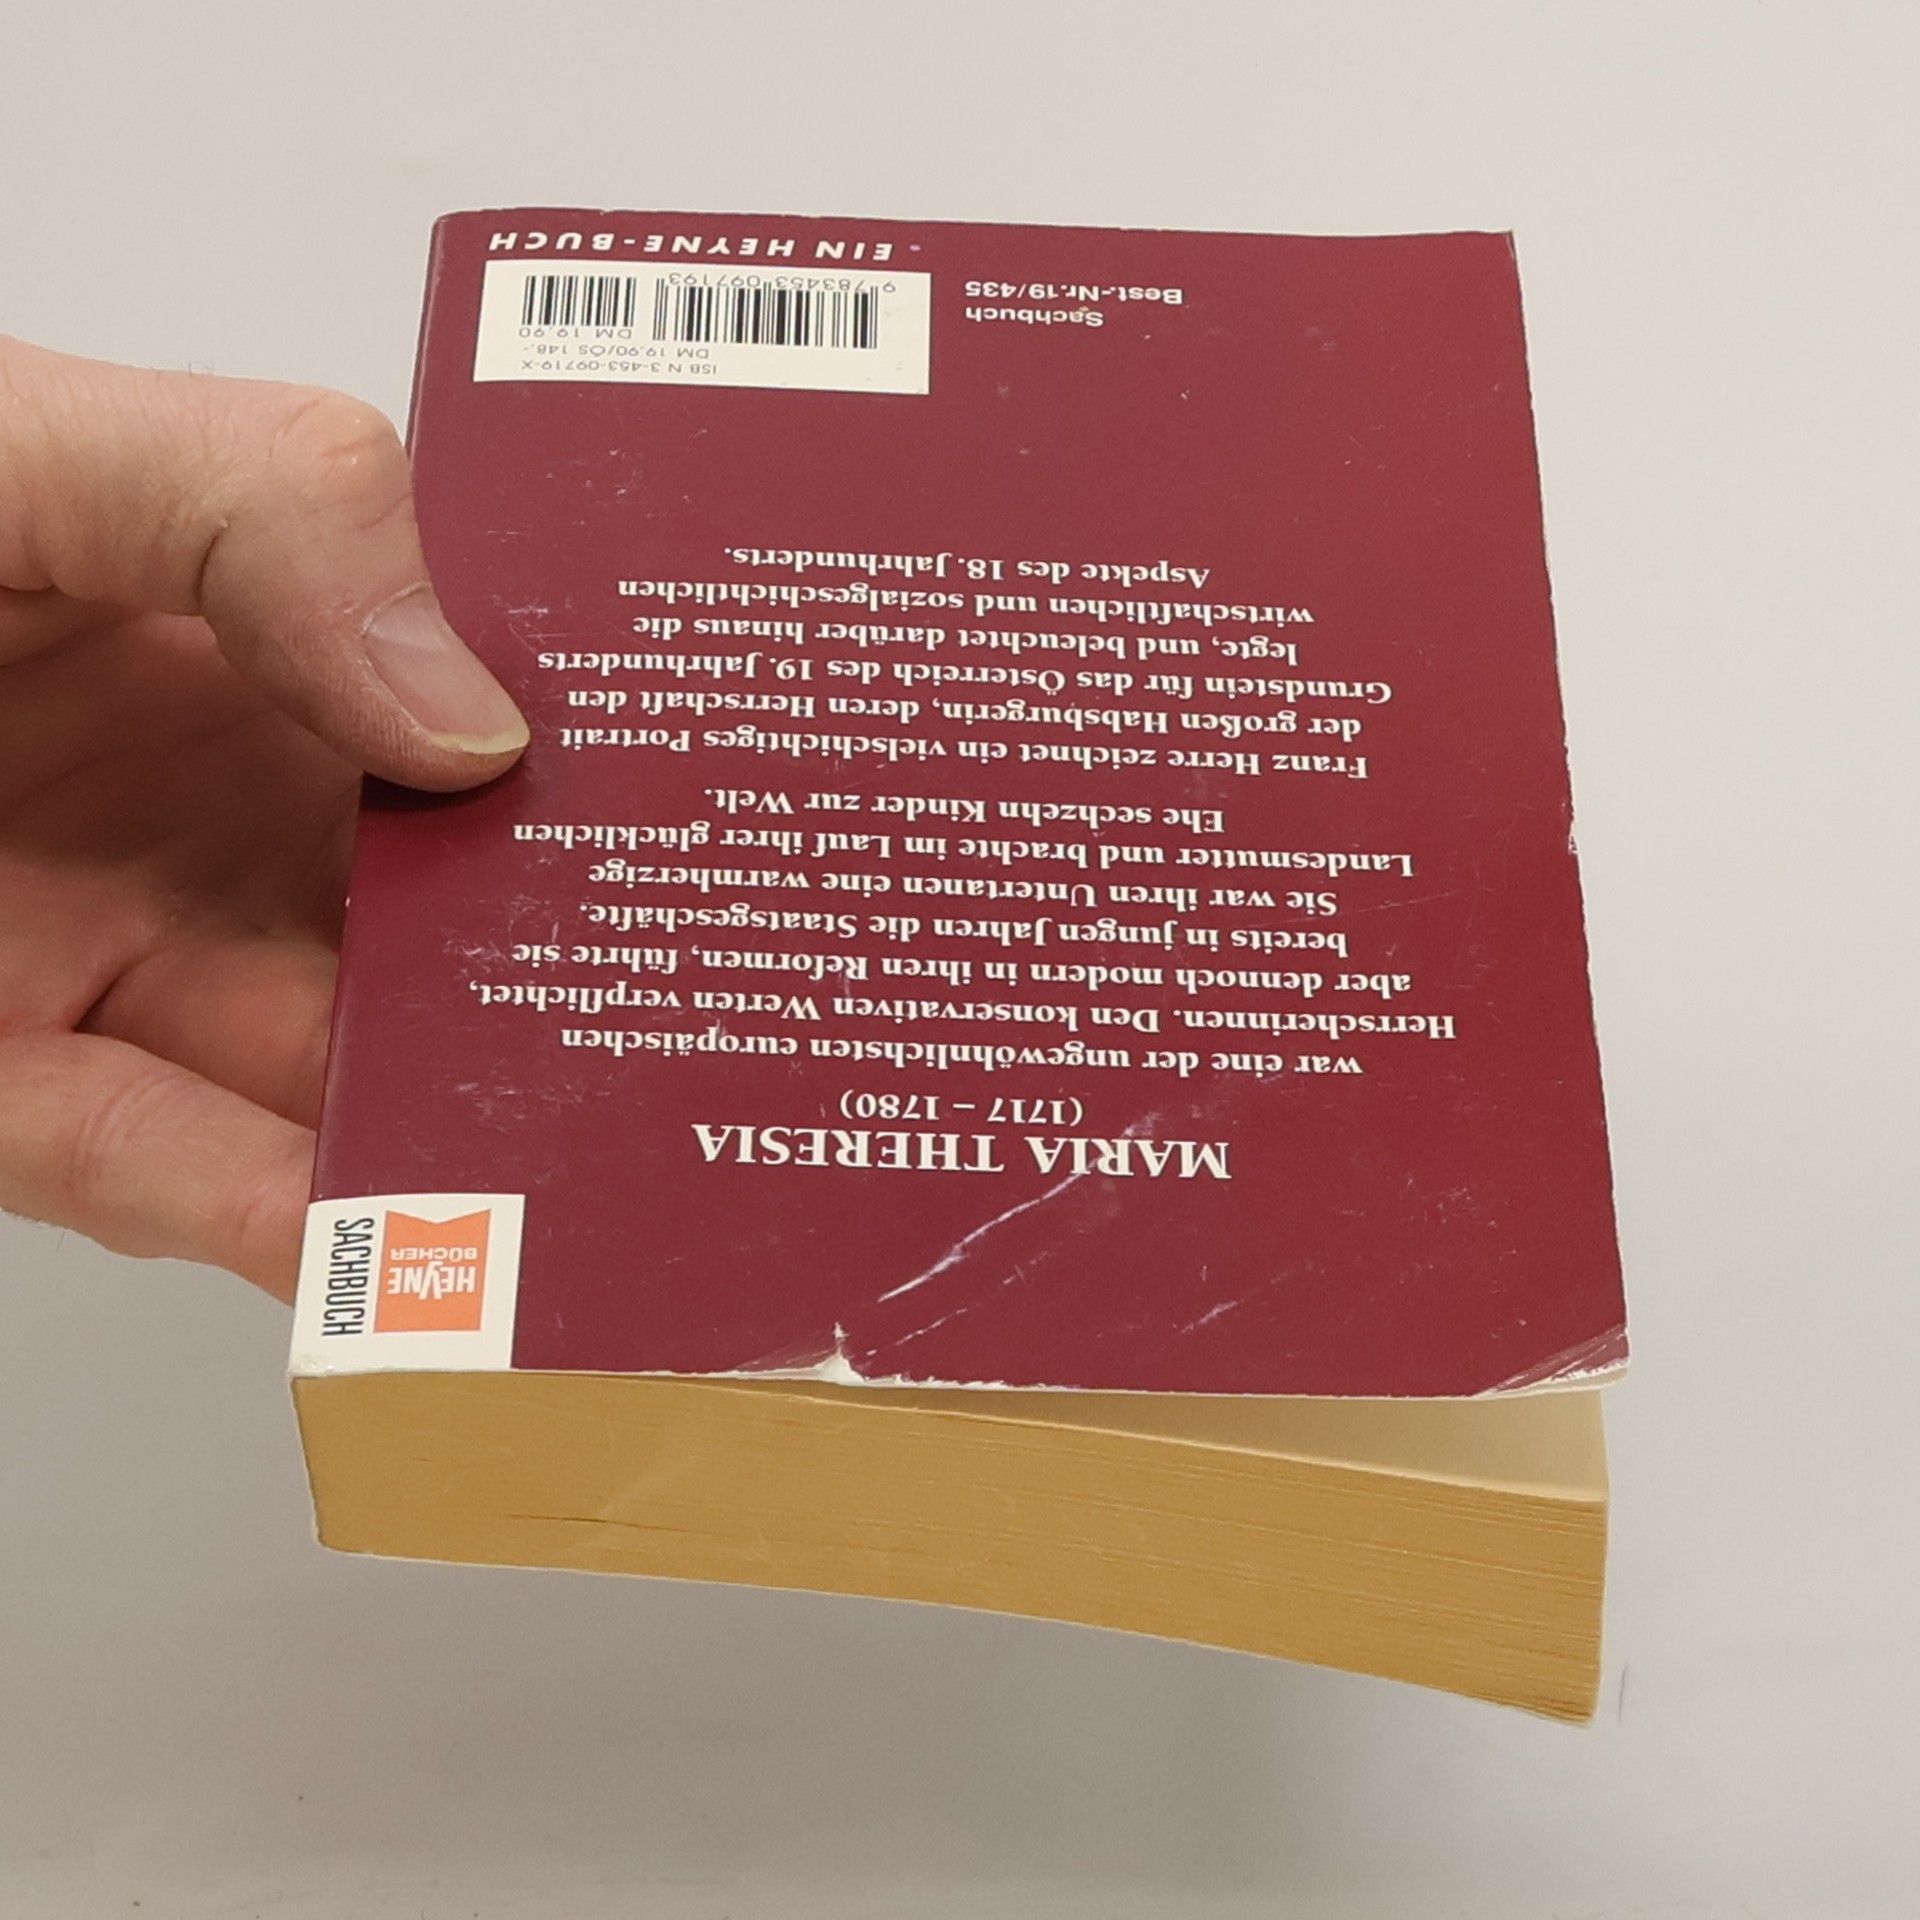 HEYNE
BÜCHER
SACHBUCH
MARIA THERESIA
(1717 – 1780)
war eine der ungewöhnlichsten europäischen
Herrscherinnen. Den konservativen Werten verpflichtet,
aber dennoch modern in ihren Reformen, führte sie
bereits in jungen Jahren die Staatsgeschäfte.
Sie war ihren Untertanen eine warmherzige
Landesmutter und brachte im Lauf ihrer glücklichen
Ehe sechzehn Kinder zur Welt.
Franz Herre zeichnet ein vielschichtiges Portrait
der großen Habsburgerin, deren Herrschaft den
Grundstein für das Österreich des 19. Jahrhunderts
legte, und beleuchtet darüber hinaus die
wirtschaftlichen und sozialgeschichtlichen
Aspekte des 18. Jahrhunderts.
Sachbuch
Best.-Nr.19/435
ISBN 3-453-09719-X
DM 19,90/ÖS 148,-
DM 19,90
9 783453 097193
EIN HEYNE-BUCH